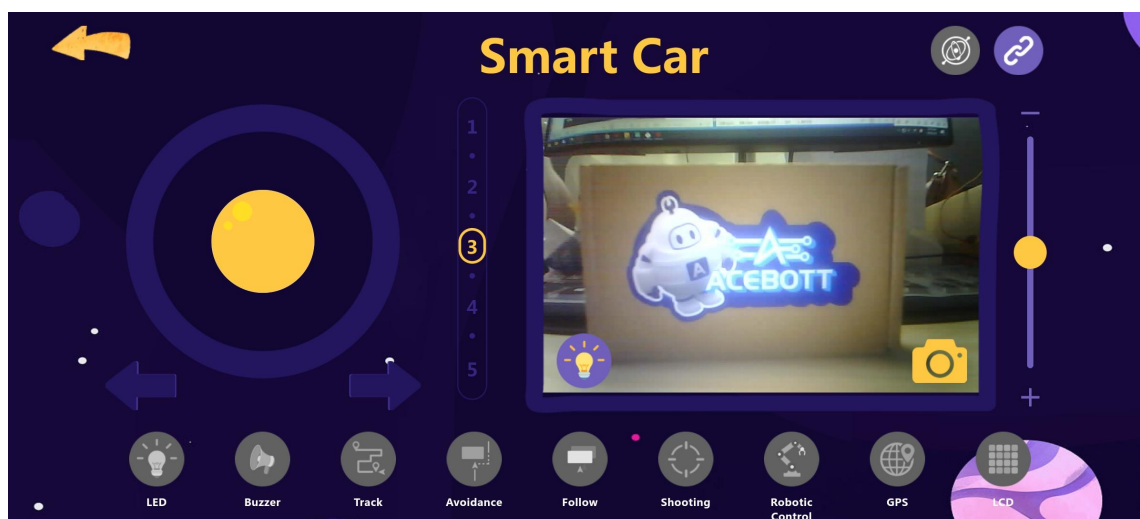 Smart Car
1
2
3
4
5
A
ACEBOTT
LED
Buzzer
Track
Avoidance
Follow
Shooting
Robotic
Control
GPS
LCD